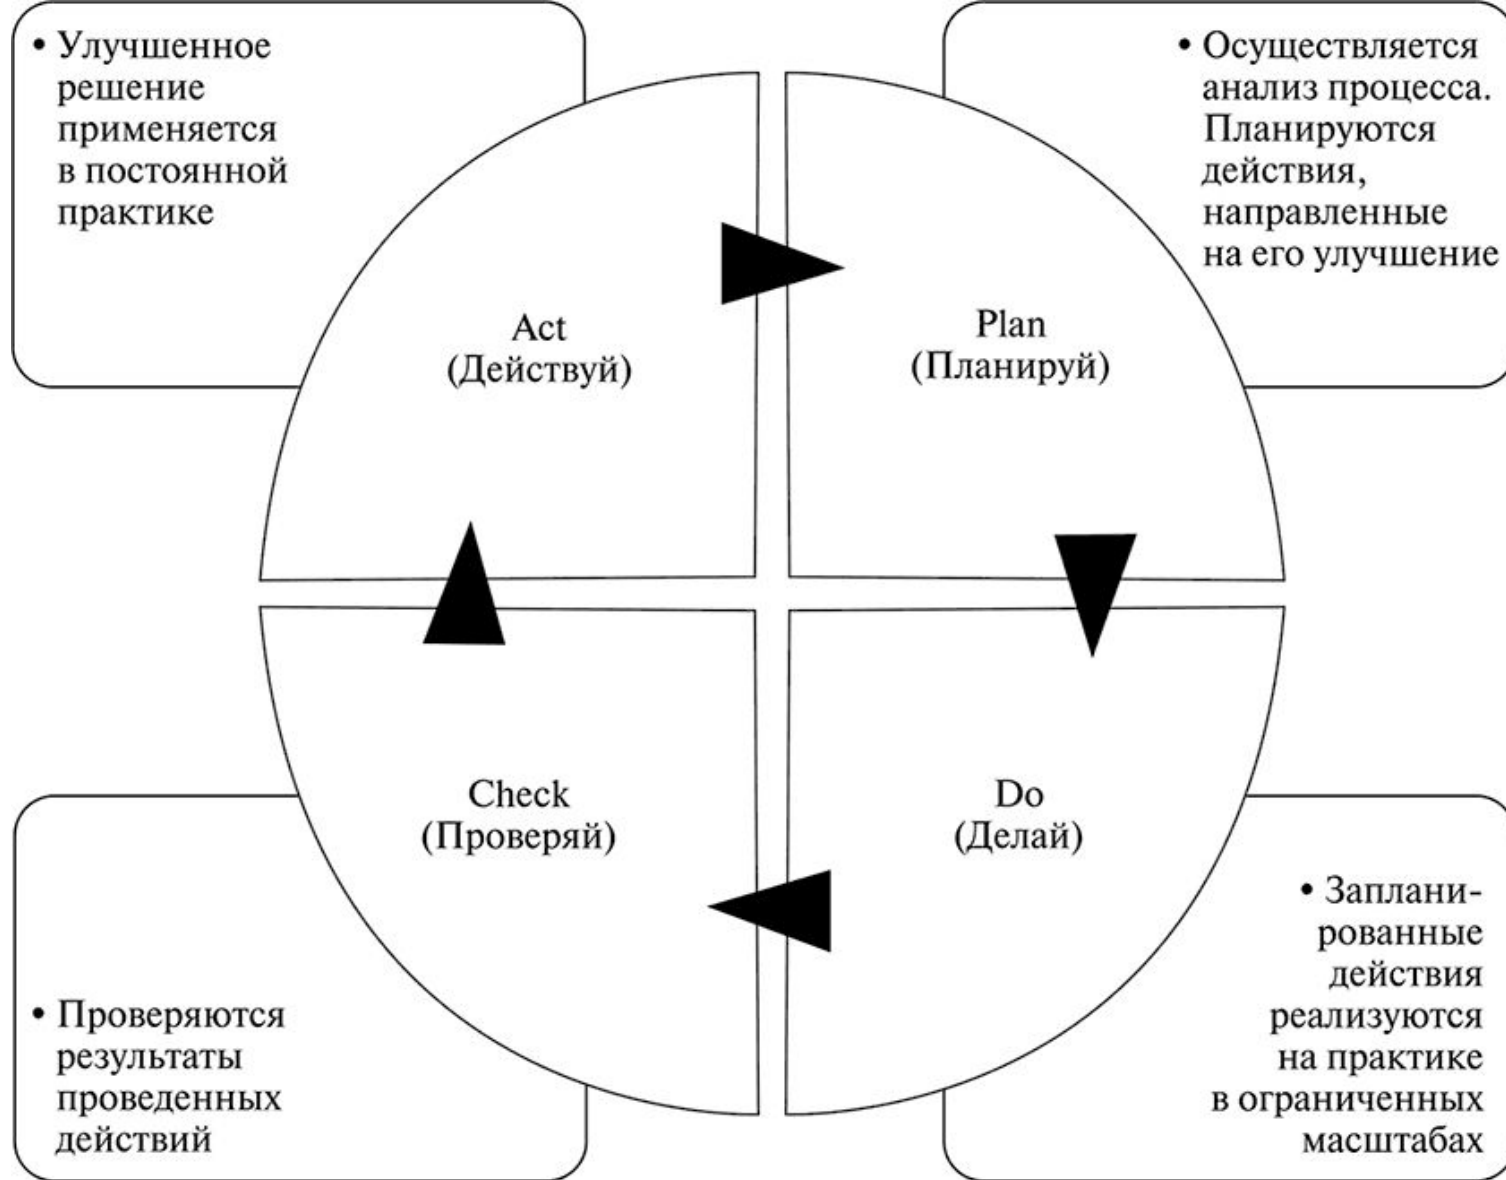 • Улучшенное
решение
применяется
в постоянной
практике
• Осуществляется
анализ процесса.
Планируются
действия,
направленные
на его улучшение
Act
(Действуй)
Plan
(Планируй)
Check
(Проверяй)
Do
(Делай)
• Проверяются
результаты
проведенных
действий
• Заплани-
рованные
действия
реализуются
на практике
в ограниченных
масштабах